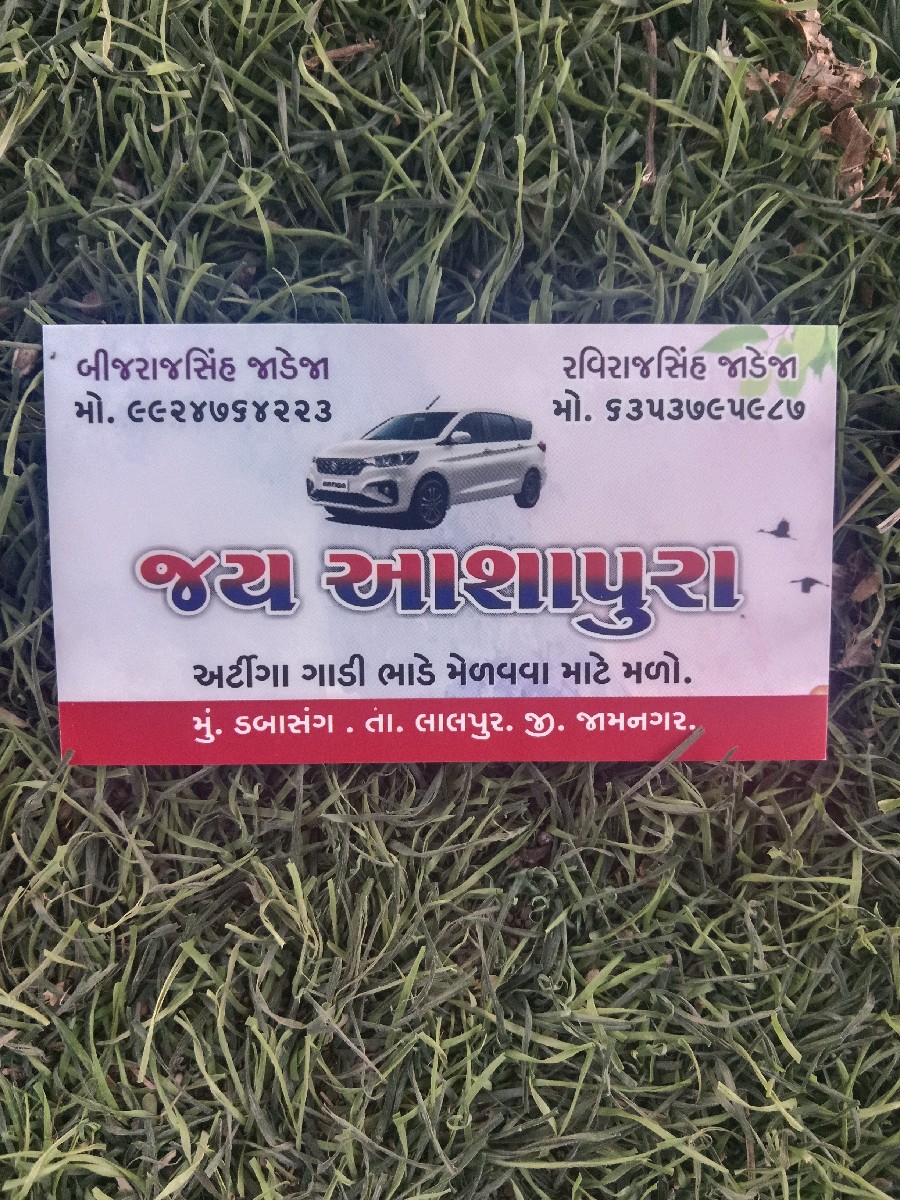 બીજરાજસિંહ જાડેજા
મો. ૯૯૨૪૭૬૪૨૨૩
રવિરાજસિંહ જાડેજા
મો. ૬૩૫૩૭૯૫૯૮૭
જય આશાપુરા
અર્ટીગા ગાડી ભાડે મેળવવા માટે મળો.
મું. ડબાસંગ . તા. લાલપુર. જી. જામનગર.